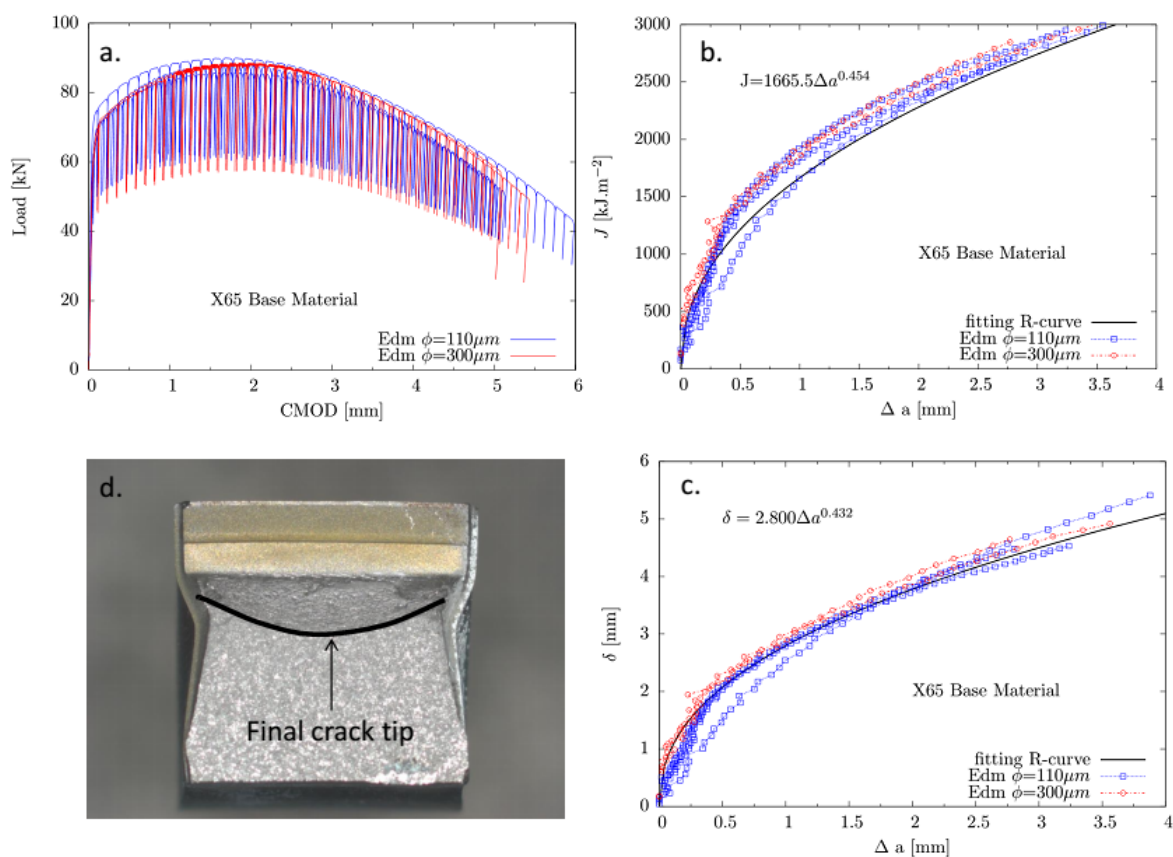 a.
Load [kN]
100
80
60
40
20
0
X65 Base Material
Edm ϕ=110μm
Edm ϕ=300μm
0 1 2 3 4 5 6
CMOD [mm]
b.
J [kJ.m⁻²]
3000
2500
2000
1500
1000
500
0
J=1665.5Δa^0.454
X65 Base Material
fitting R-curve
Edm ϕ=110μm
Edm ϕ=300μm
0 0.5 1 1.5 2 2.5 3 3.5 4
Δ a [mm]
d.
Final crack tip
c.
δ [mm]
6
5
4
3
2
1
0
δ = 2.800Δa^0.432
X65 Base Material
fitting R-curve
Edm ϕ=110μm
Edm ϕ=300μm
0 0.5 1 1.5 2 2.5 3 3.5 4
Δ a [mm]